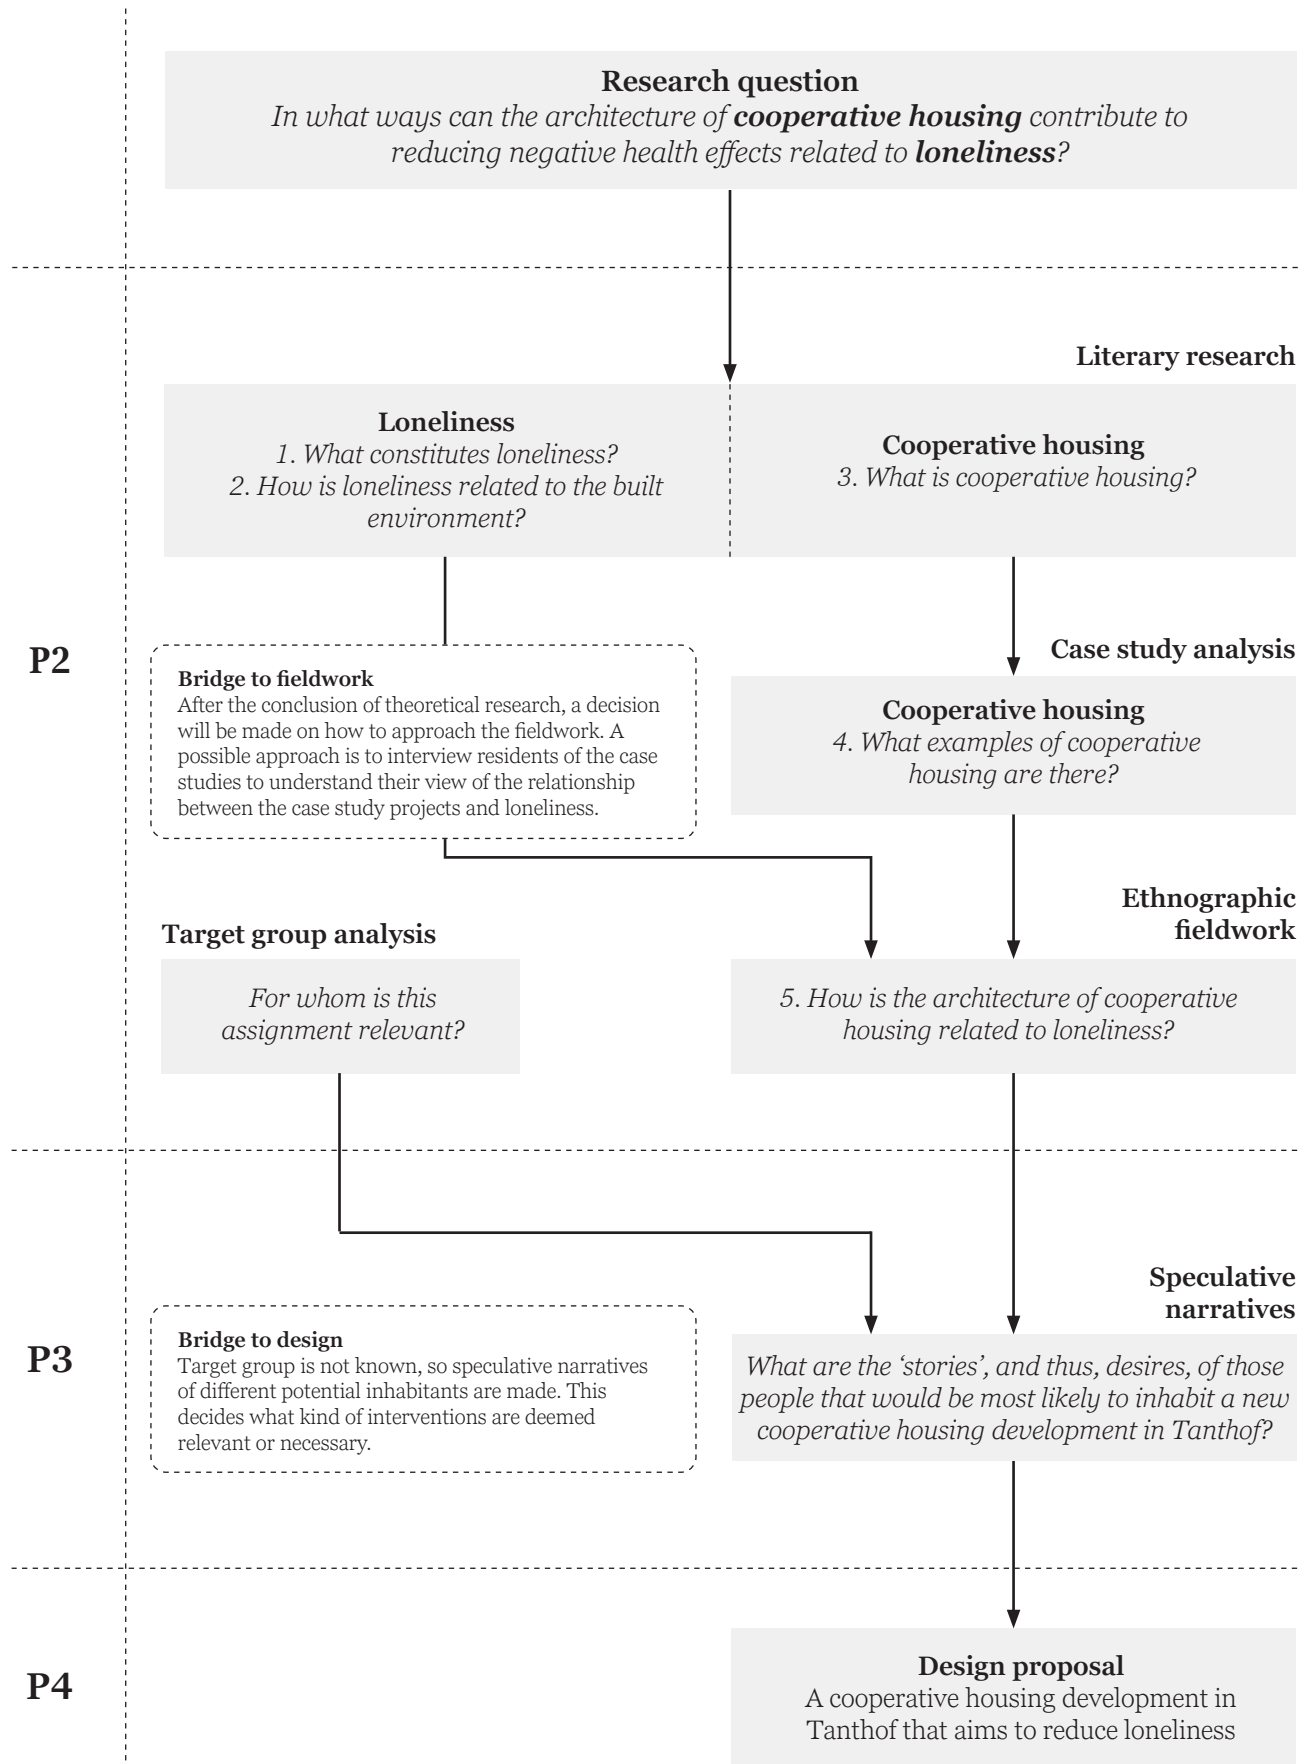 Research question
In what ways can the architecture of cooperative housing contribute to
reducing negative health effects related to loneliness?
Literary research
Loneliness
1. What constitutes loneliness?
2. How is loneliness related to the built
environment?
Cooperative housing
3. What is cooperative housing?
P2
Bridge to fieldwork
After the conclusion of theoretical research, a decision
will be made on how to approach the fieldwork. A
possible approach is to interview residents of the case
studies to understand their view of the relationship
between the case study projects and loneliness.
Case study analysis
Cooperative housing
4. What examples of cooperative
housing are there?
Target group analysis
For whom is this
assignment relevant?
Ethnographic
fieldwork
5. How is the architecture of cooperative
housing related to loneliness?
P3
Bridge to design
Target group is not known, so speculative narratives
of different potential inhabitants are made. This
decides what kind of interventions are deemed
relevant or necessary.
Speculative
narratives
What are the ‘stories’, and thus, desires, of those
people that would be most likely to inhabit a new
cooperative housing development in Tanthof?
P4
Design proposal
A cooperative housing development in
Tanthof that aims to reduce loneliness